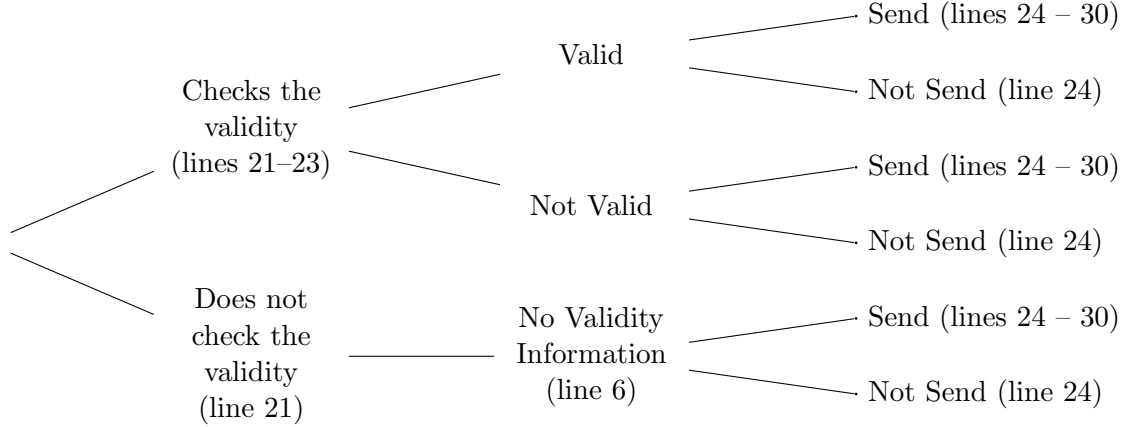 Send (lines 24 – 30)
Valid
Checks the
validity
(lines 21–23)
Not Send (line 24)
Send (lines 24 – 30)
Not Valid
Not Send (line 24)
Does not
check the
validity
(line 21)
No Validity
Information
(line 6)
Send (lines 24 – 30)
Not Send (line 24)